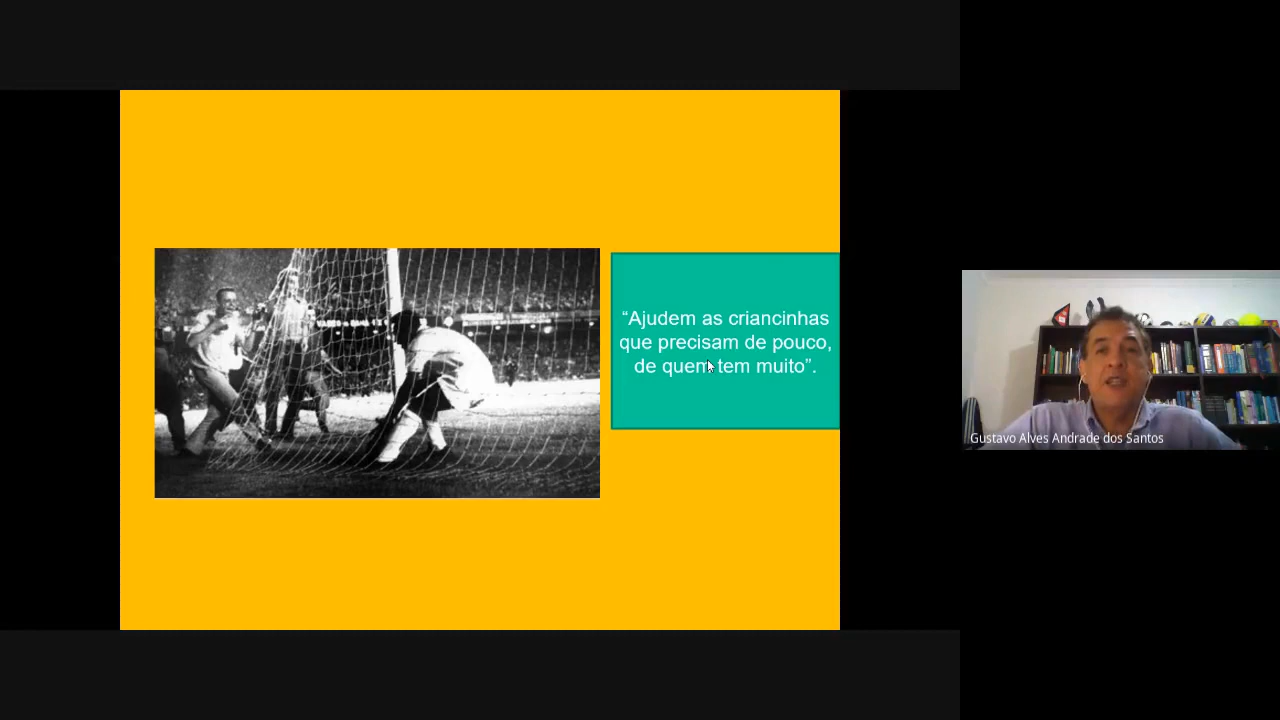 “Ajudem as criancinhas
que precisam de pouco,
de quem tem muito”.
Gustavo Alves Andrade dos Santos